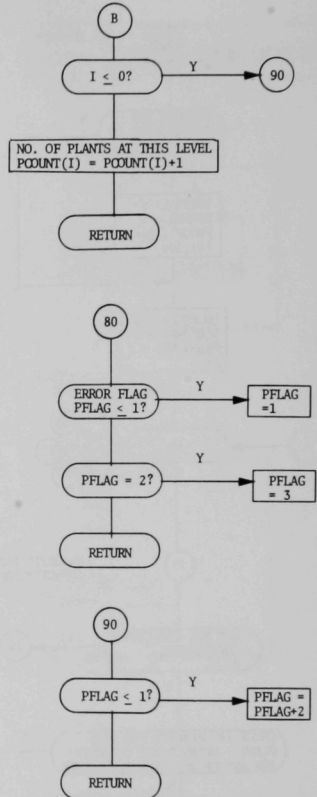 B
I ≤ 0? Y 90
NO. OF PLANTS AT THIS LEVEL
PCOUNT(I) = PCOUNT(I)+1
RETURN
80
ERROR FLAG
PFLAG ≤ 1? Y PFLAG
=1
PFLAG = 2? Y PFLAG
= 3
RETURN
90
PFLAG ≤ 1? Y PFLAG =
PFLAG+2
RETURN